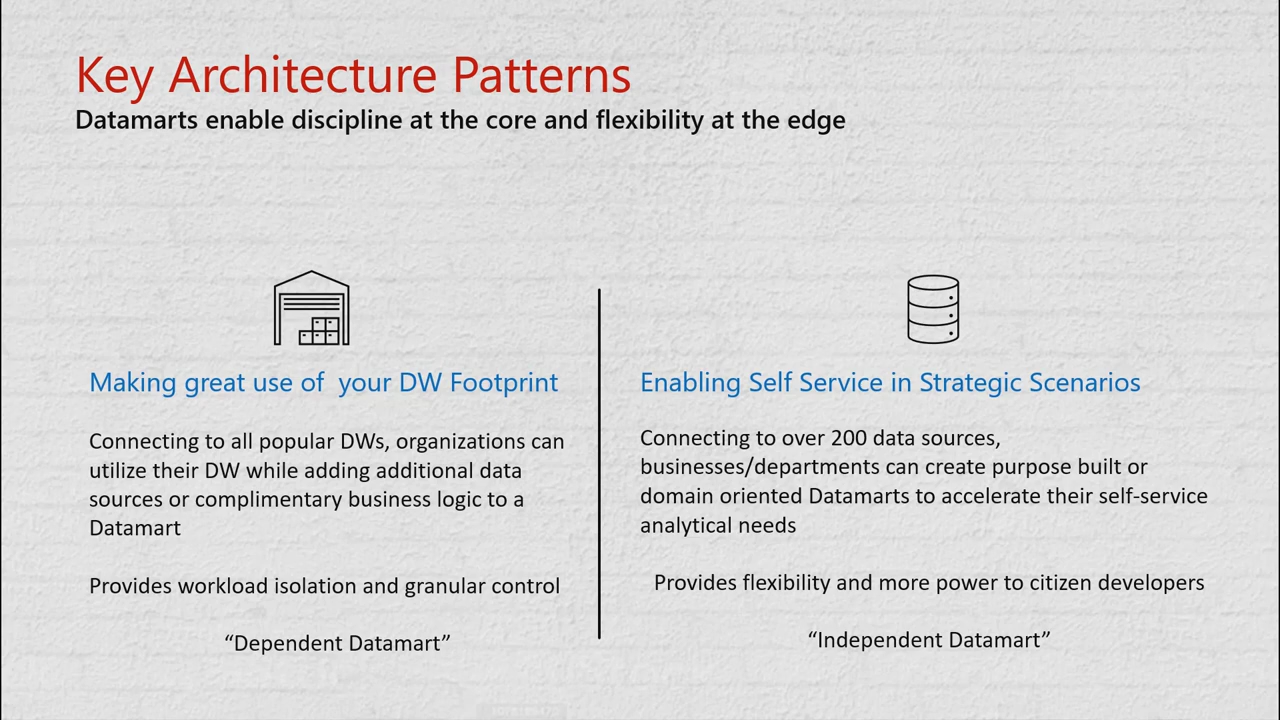 Key Architecture Patterns
Datamarts enable discipline at the core and flexibility at the edge
Making great use of  your DW Footprint
Connecting to all popular DWs, organizations can
utilize their DW while adding additional data
sources or complimentary business logic to a
Datamart
Provides workload isolation and granular control
“Dependent Datamart”
Enabling Self Service in Strategic Scenarios
Connecting to over 200 data sources,
businesses/departments can create purpose built or
domain oriented Datamarts to accelerate their self-service
analytical needs
Provides flexibility and more power to citizen developers
“Independent Datamart”